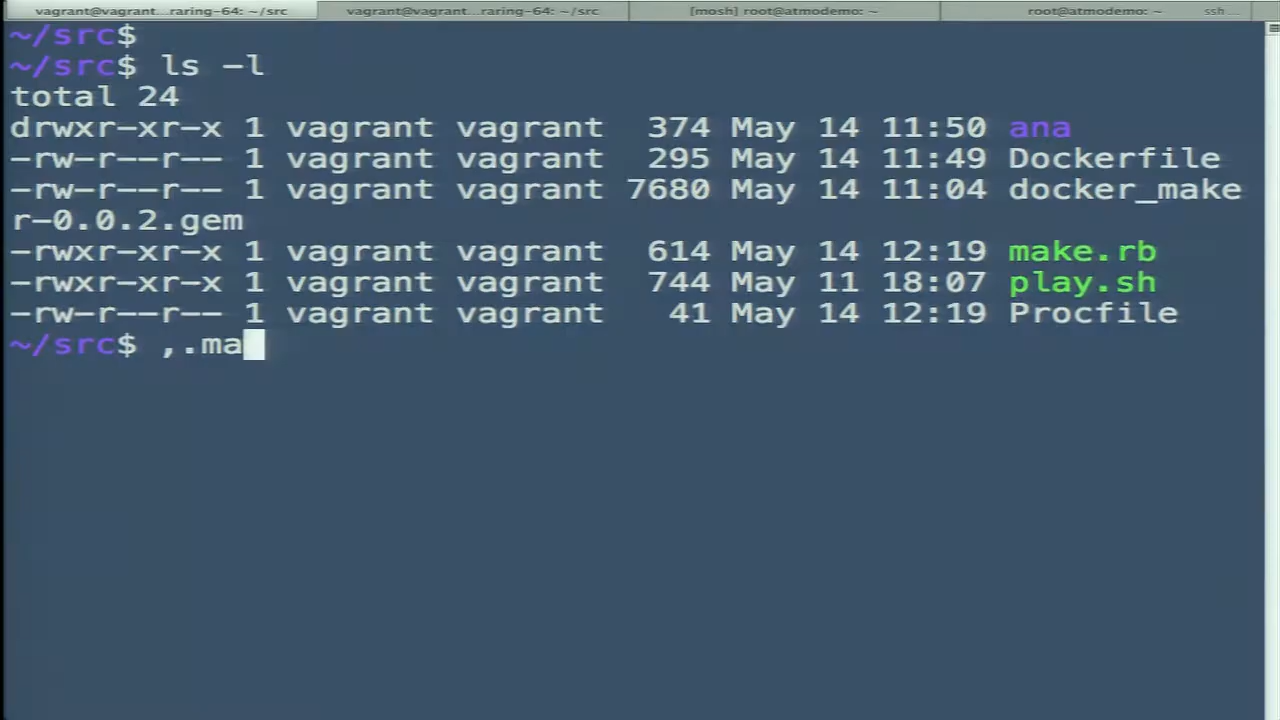 vagrant@vagrant...raring-64: ~/src vagrant@vagrant...raring-64: ~/src [mosh] root@atmodemo: ~ root@atmodemo: ~ ssh...
~/src$
~/src$ ls -l
total 24
drwxr-xr-x 1 vagrant vagrant 374 May 14 11:50 ana
-rw-r--r-- 1 vagrant vagrant 295 May 14 11:49 Dockerfile
-rw-r--r-- 1 vagrant vagrant 7680 May 14 11:04 docker_make
r-0.0.2.gem
-rwxr-xr-x 1 vagrant vagrant 614 May 14 12:19 make.rb
-rwxr-xr-x 1 vagrant vagrant 744 May 11 18:07 play.sh
-rw-r--r-- 1 vagrant vagrant 41 May 14 12:19 Procfile
~/src$ ,.ma